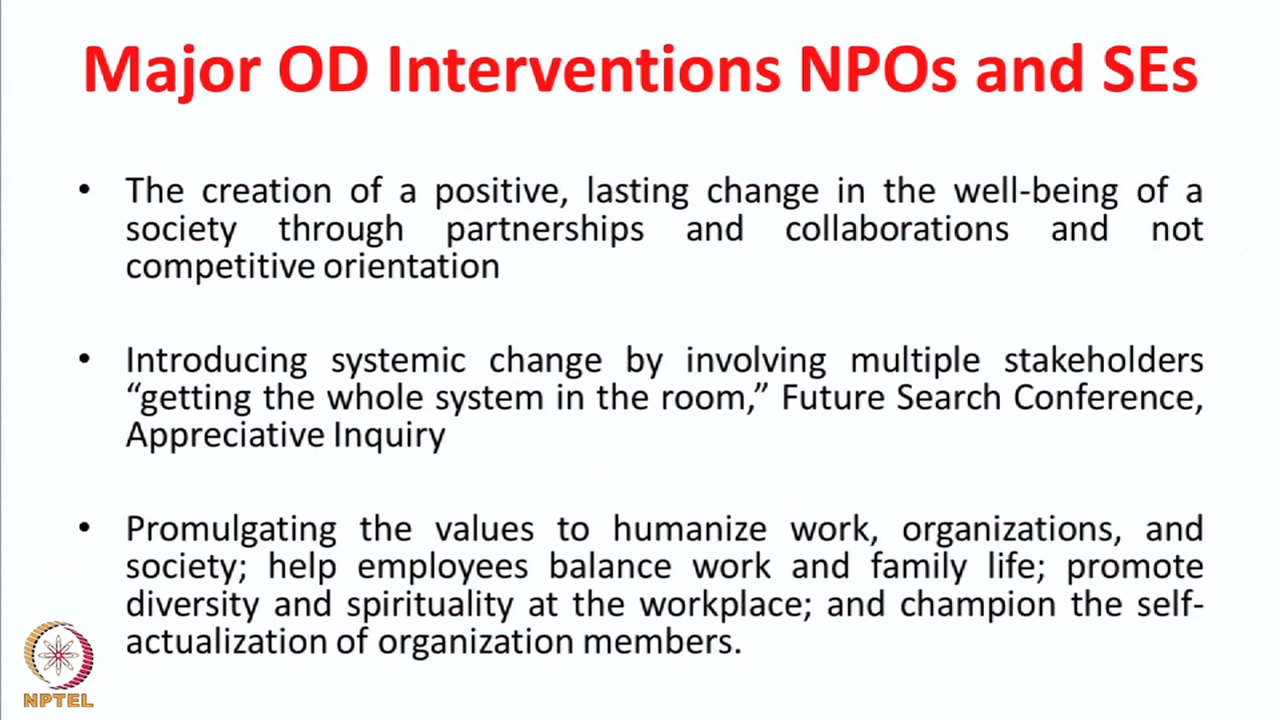 Major OD Interventions NPOs and SEs
• The creation of a positive, lasting change in the well-being of a
society through partnerships and collaborations and not
competitive orientation
• Introducing systemic change by involving multiple stakeholders
“getting the whole system in the room,” Future Search Conference,
Appreciative Inquiry
• Promulgating the values to humanize work, organizations, and
society; help employees balance work and family life; promote
diversity and spirituality at the workplace; and champion the self-
actualization of organization members.
NPTEL